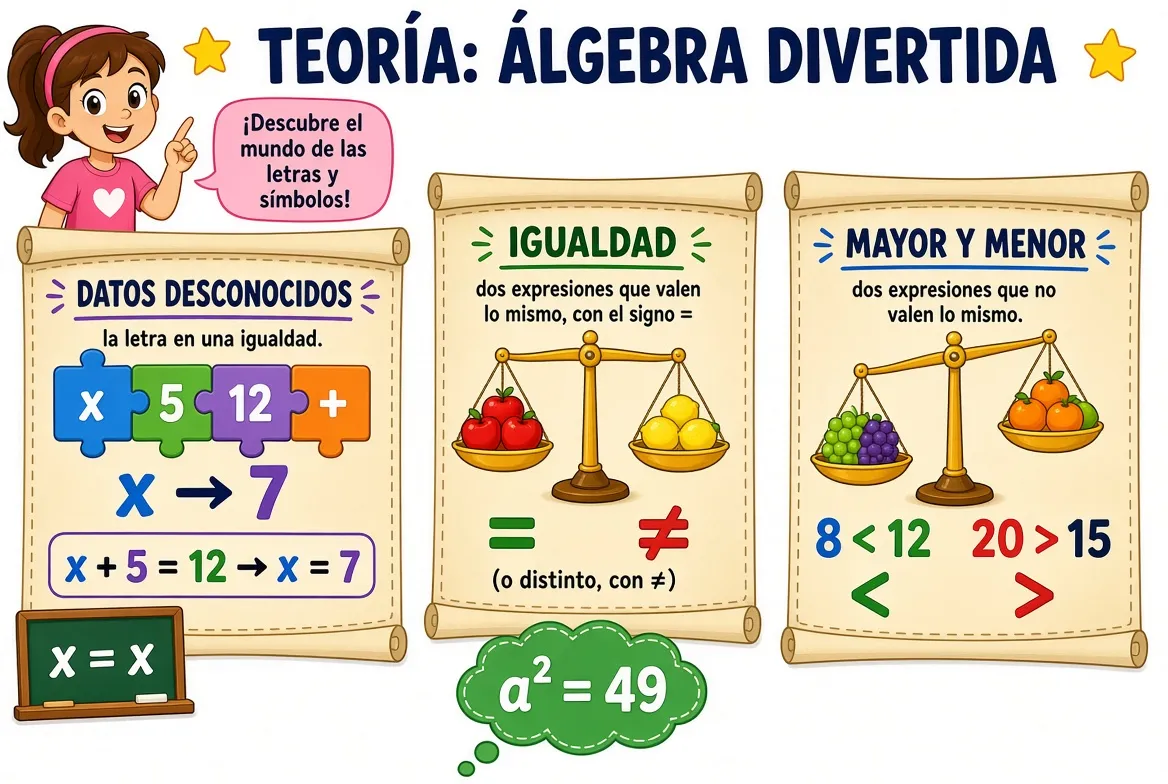 TEORÍA: ÁLGEBRA DIVERTIDA
¡Descubre el
mundo de las
letras y
símbolos!
DATOS DESCONOCIDOS
la letra en una igualdad.
x 5 12 +
x → 7
x + 5 = 12 → x = 7
x = x
IGUALDAD
dos expresiones que valen
lo mismo, con el signo =
= ≠
(o distinto, con ≠)
a² = 49
MAYOR Y MENOR
dos expresiones que no
valen lo mismo.
8 < 12 20 > 15
< >